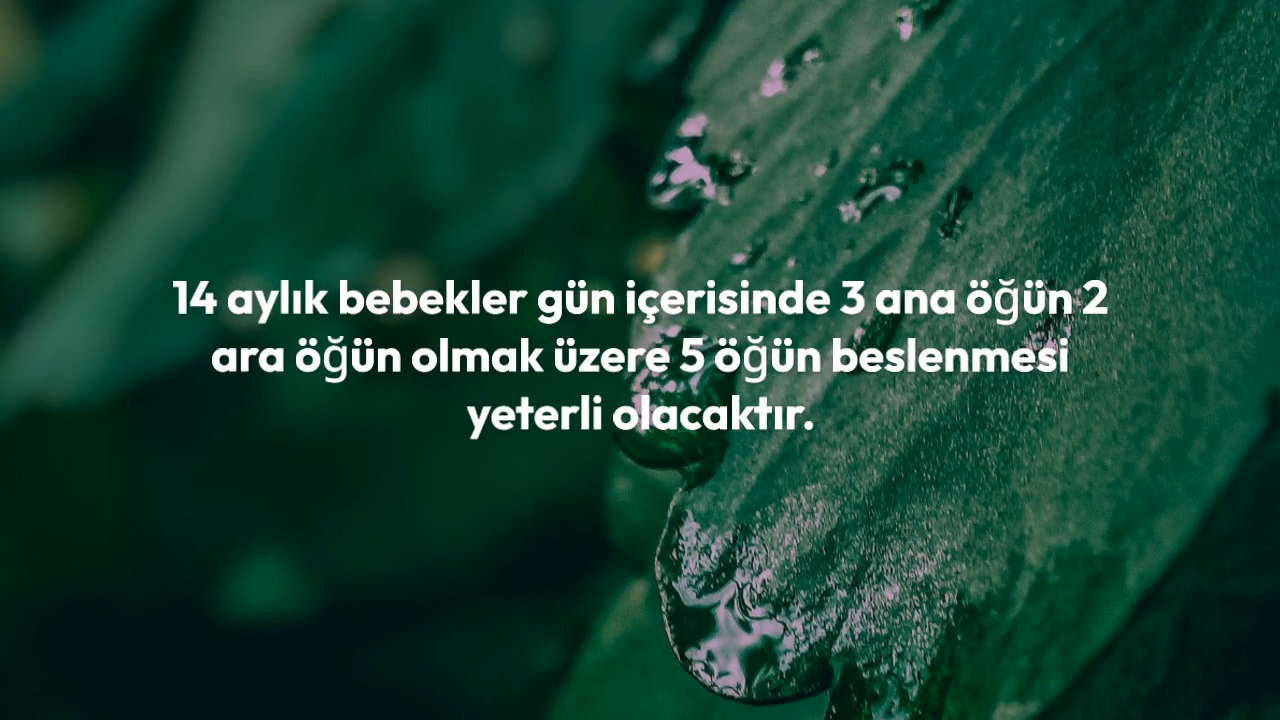 14 aylık bebekler gün içerisinde 3 ana öğün 2
ara öğün olmak üzere 5 öğün beslenmesi
yeterli olacaktır.